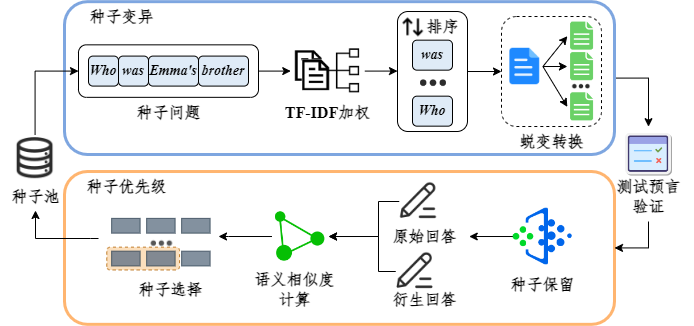 种子变异
Who was Emma's brother
种子问题
TF-IDF加权
排序
was
Who
蜕变转换
种子池
测试预言
验证
种子优先级
种子选择
语义相似度
计算
原始回答
衍生回答
种子保留